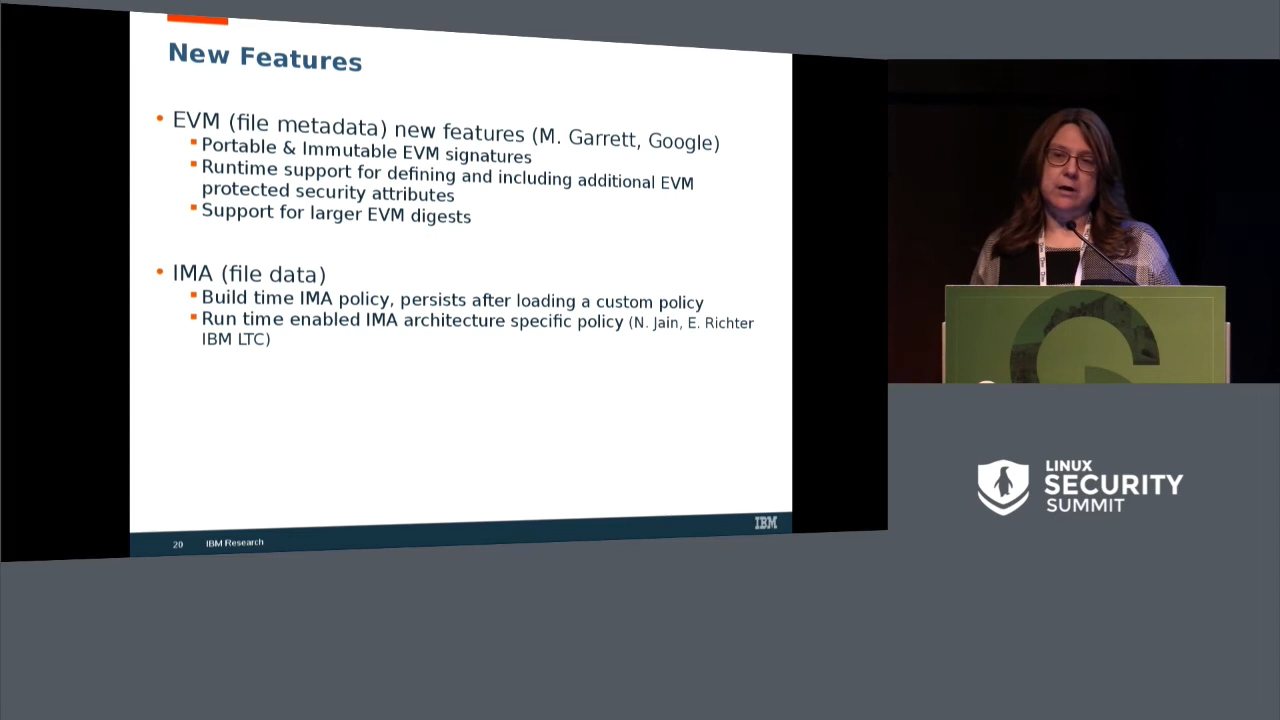 New Features
• EVM (file metadata) new features (M. Garrett, Google)
▪ Portable & Immutable EVM signatures
▪ Runtime support for defining and including additional EVM
protected security attributes
▪ Support for larger EVM digests
• IMA (file data)
▪ Build time IMA policy, persists after loading a custom policy
▪ Run time enabled IMA architecture specific policy (N. Jain, E. Richter
IBM LTC)
20 IBM Research
IBM
LINUX
SECURITY
SUMMIT